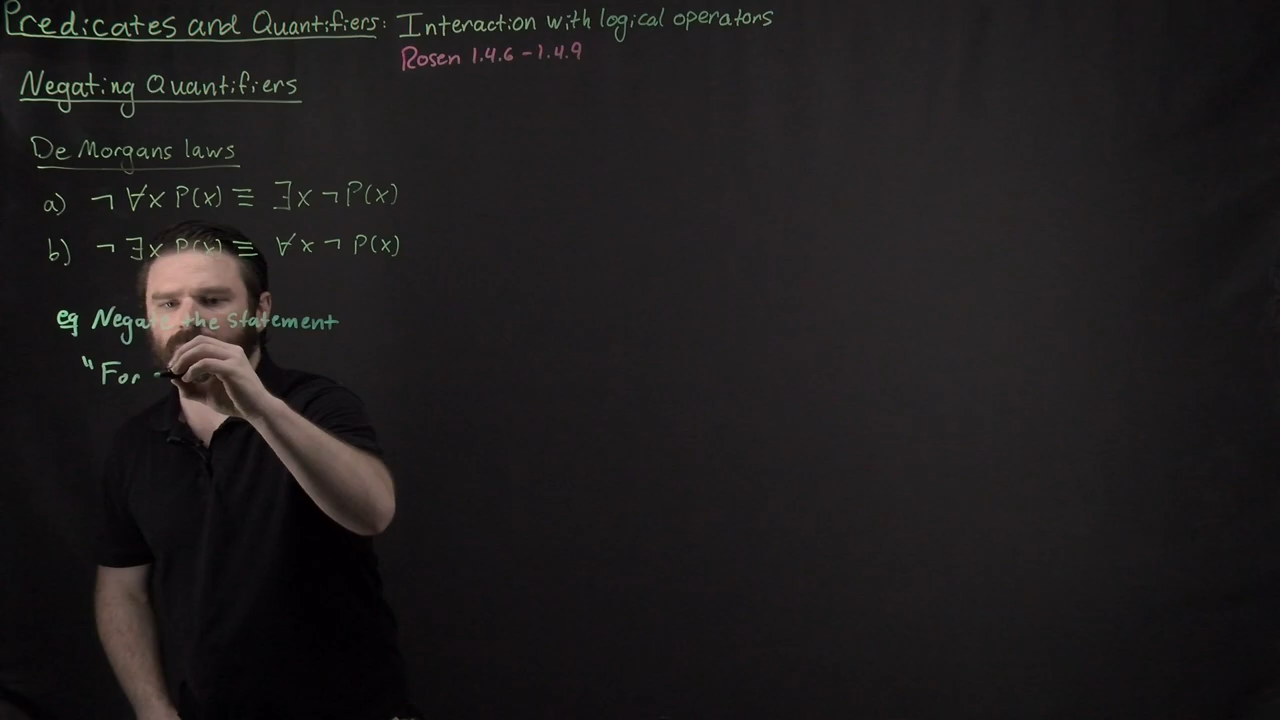 Predicates and Quantifiers: Interaction with logical operators
Rosen 1.4.6 - 1.4.9
Negating Quantifiers
De Morgans laws
a) ¬ ∀x P(x) ≡ ∃x ¬P(x)
b) ¬ ∃x P(x) ≡ ∀x ¬ P(x)
eg Negate the Statement
"For